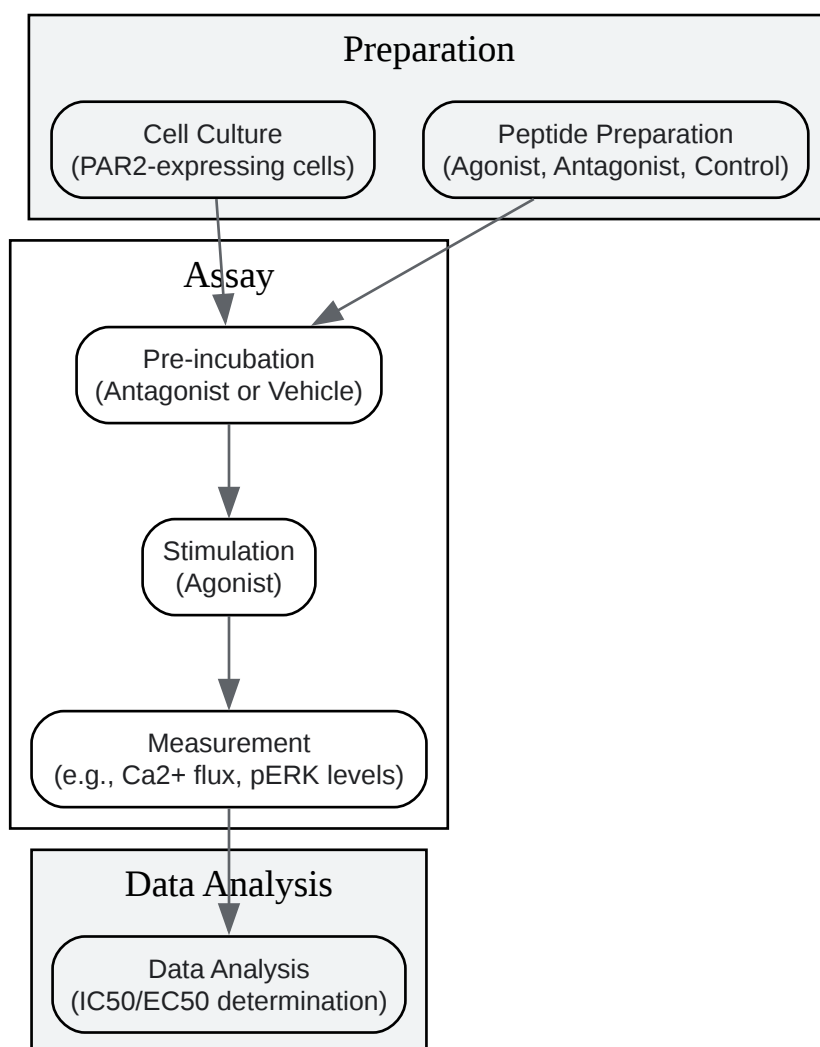 Preparation
Cell Culture
(PAR2-expressing cells)
Peptide Preparation
(Agonist, Antagonist, Control)
Assay
Pre-incubation
(Antagonist or Vehicle)
Stimulation
(Agonist)
Measurement
(e.g., Ca2+ flux, pERK levels)
Data Analysis
Data Analysis
(IC50/EC50 determination)